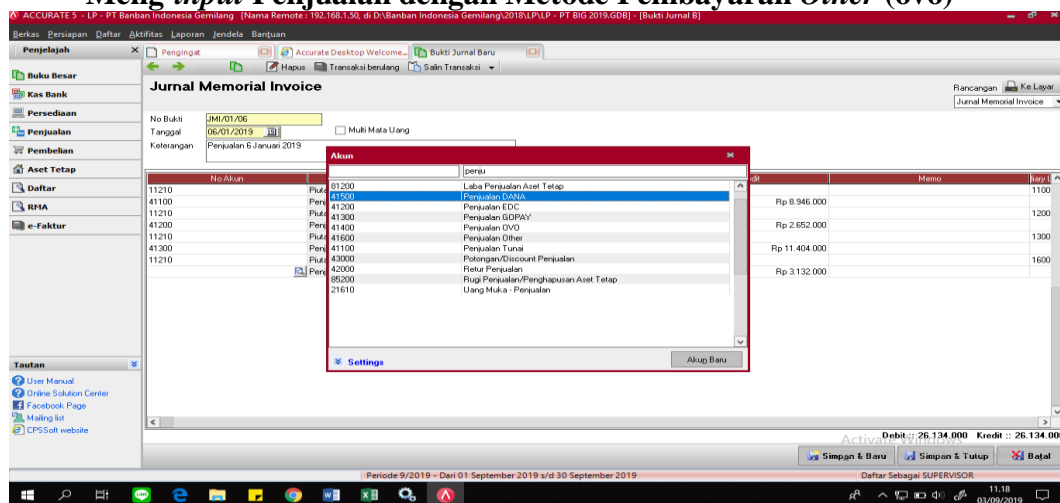 Meng-input Penjualan dengan Metode Pembayaran Other (ovo)
ACCURATE 5 - LP - PT Banban Indonesia Gemilang [Nama Remote : 192.168.1.50, di D:\Banban Indonesia Gemilang\2018\LP\LP - PT BIG 2019.GDB] - [Bukti Jurnal B]
Berkas Persiapan Daftar Aktifitas Laporan Jendela Bantuan
Penjelajah
Pengingat
Accurate Desktop Welcome...
Bukti Jurnal Baru
Hapus Transaksi berulang Salin Transaksi
Buku Besar
Kas Bank
Persediaan
Penjualan
Pembelian
Aset Tetap
Daftar
RMA
e-Faktur
Jurnal Memorial Invoice
Rancangan Ke Layar
Jurnal Memorial Invoice
No Bukti JMI/01/06
Tanggal 06/01/2019 Multi Mata Uang
Keterangan Penjualan 6 Januari 2019
No Akun Memo
11210 Piut 1100
41100 Penj Rp 8.946.000
11210 Piut 1200
41200 Penj Rp 2.652.000
11210 Piut 1300
41300 Penj Rp 11.404.000
11210 Piut 1600
Penj Rp 3.132.000
Akun
penju
81200 Laba Penjualan Aset Tetap
41500 Penjualan DANA
41200 Penjualan EDC
41300 Penjualan GOPAY
41400 Penjualan OVO
41600 Penjualan Other
41100 Penjualan Tunai
43000 Potongan/Discount Penjualan
42000 Retur Penjualan
85200 Rugi Penjualan/Penghapusan Aset Tetap
21610 Uang Muka - Penjualan
Settings
Akun Baru
Tautan
User Manual
Online Solution Center
Facebook Page
Mailing list
CPSSoft website
Debit :: 26.134.000 Kredit :: 26.134.00
Activate Windows
Simpan & Baru Simpan & Tutup Batal
Periode 9/2019 - Dari 01 September 2019 s/d 30 September 2019
Daftar Sebagai SUPERVISOR
11.18
03/09/2019